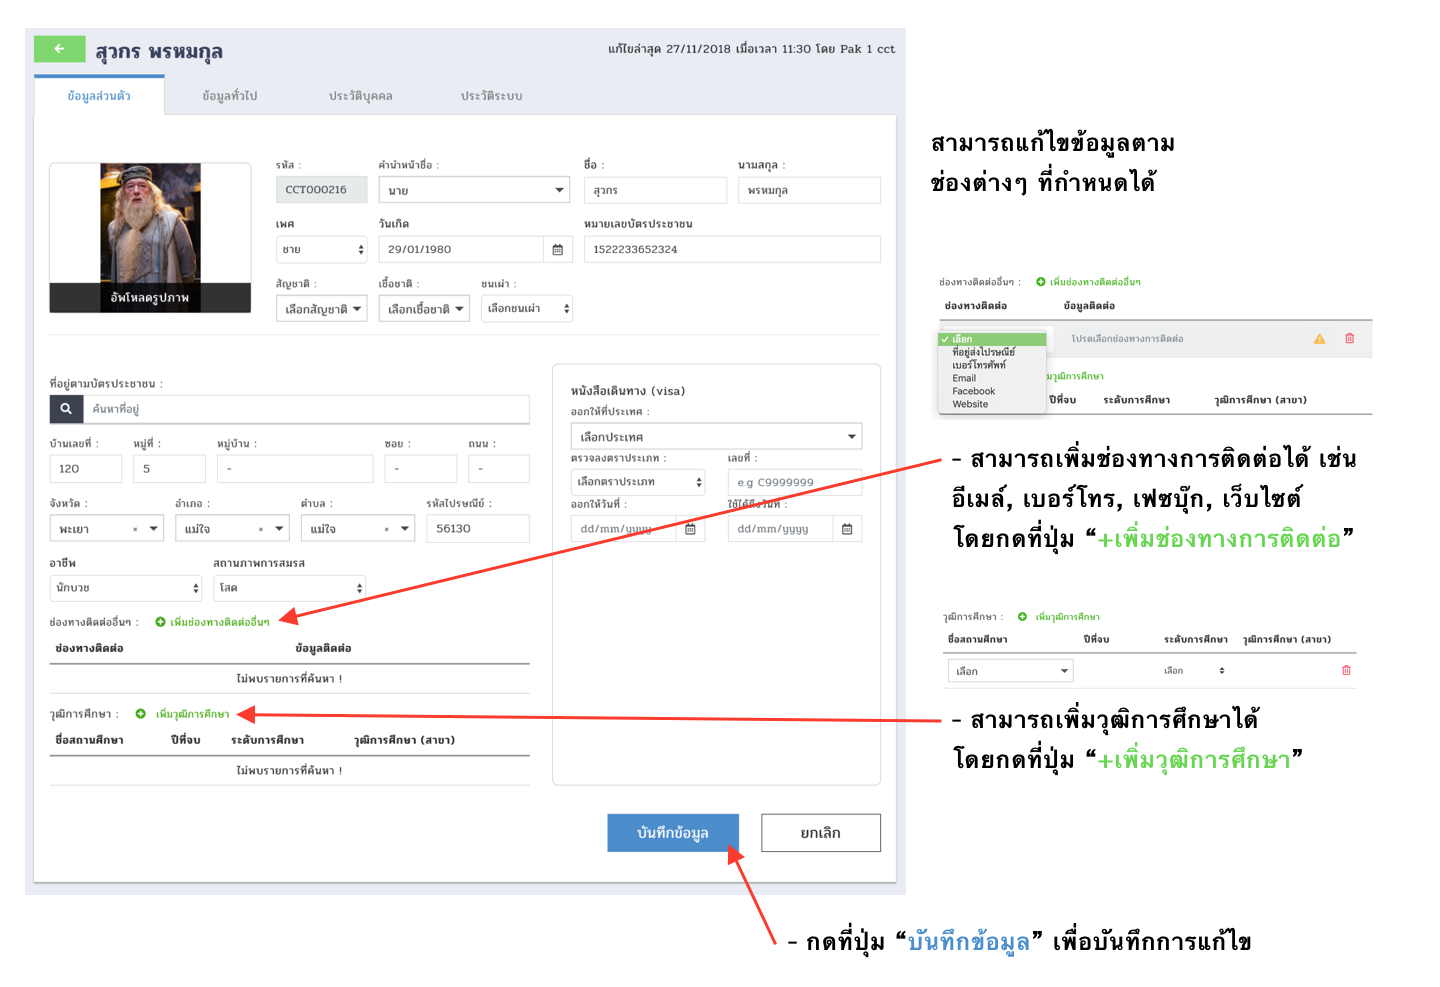 สุวกร พรหมกุล
แก้ไขล่าสุด 27/11/2018 เมื่อเวลา 11:30 โดย Pak 1 cct
ข้อมูลส่วนตัว ข้อมูลทั่วไป ประวัติบุคคล ประวัติระบบ
รหัส : คำนำหน้าชื่อ : ชื่อ : นามสกุล :
CCT000216 นาย สุวกร พรหมกุล
เพศ วันเกิด หมายเลขบัตรประชาชน
ชาย 29/01/1980 1522233652324
สัญชาติ : เชื้อชาติ : ชนเผ่า :
เลือกสัญชาติ เลือกเชื้อชาติ เลือกชนเผ่า
อัพโหลดรูปภาพ
ที่อยู่ตามบัตรประชาชน :
ค้นหาที่อยู่
บ้านเลขที่ : หมู่ที่ : หมู่บ้าน : ซอย : ถนน :
120 5 - - -
จังหวัด : อำเภอ : ตำบล : รหัสไปรษณีย์ :
พะเยา × แม่ใจ × แม่ใจ × 56130
อาชีพ สถานภาพการสมรส
นักบวช โสด
ช่องทางติดต่ออื่นๆ : เพิ่มช่องทางติดต่ออื่นๆ
ช่องทางติดต่อ ข้อมูลติดต่อ
ไม่พบรายการที่ค้นหา !
วุฒิการศึกษา : เพิ่มวุฒิการศึกษา
ชื่อสถานศึกษา ปีที่จบ ระดับการศึกษา วุฒิการศึกษา (สาขา)
ไม่พบรายการที่ค้นหา !
หนังสือเดินทาง (visa)
ออกให้ที่ประเทศ :
เลือกประเทศ
ตรวจลงตราประเภท : เลขที่ :
เลือกตราประเภท e.g C9999999
ออกให้วันที่ : ใช้ได้ถึงวันที่ :
dd/mm/yyyy dd/mm/yyyy
บันทึกข้อมูล ยกเลิก
สามารถแก้ไขข้อมูลตาม
ช่องต่างๆ ที่กำหนดได้
ช่องทางติดต่ออื่นๆ : เพิ่มช่องทางติดต่ออื่นๆ
ช่องทางติดต่อ ข้อมูลติดต่อ
✓ เลือก โปรดเลือกช่องทางการติดต่อ
ที่อยู่ส่งไปรษณีย์
เบอร์โทรศัพท์
Email
Facebook
Website
มวุฒิการศึกษา
ปีที่จบ ระดับการศึกษา วุฒิการศึกษา (สาขา)
- สามารถเพิ่มช่องทางการติดต่อได้ เช่น
อีเมล์, เบอร์โทร, เฟซบุ๊ก, เว็บไซต์
โดยกดที่ปุ่ม “+เพิ่มช่องทางการติดต่อ”
วุฒิการศึกษา : เพิ่มวุฒิการศึกษา
ชื่อสถานศึกษา ปีที่จบ ระดับการศึกษา วุฒิการศึกษา (สาขา)
เลือก เลือก
- สามารถเพิ่มวุฒิการศึกษาได้
โดยกดที่ปุ่ม “+เพิ่มวุฒิการศึกษา”
- กดที่ปุ่ม “บันทึกข้อมูล” เพื่อบันทึกการแก้ไข